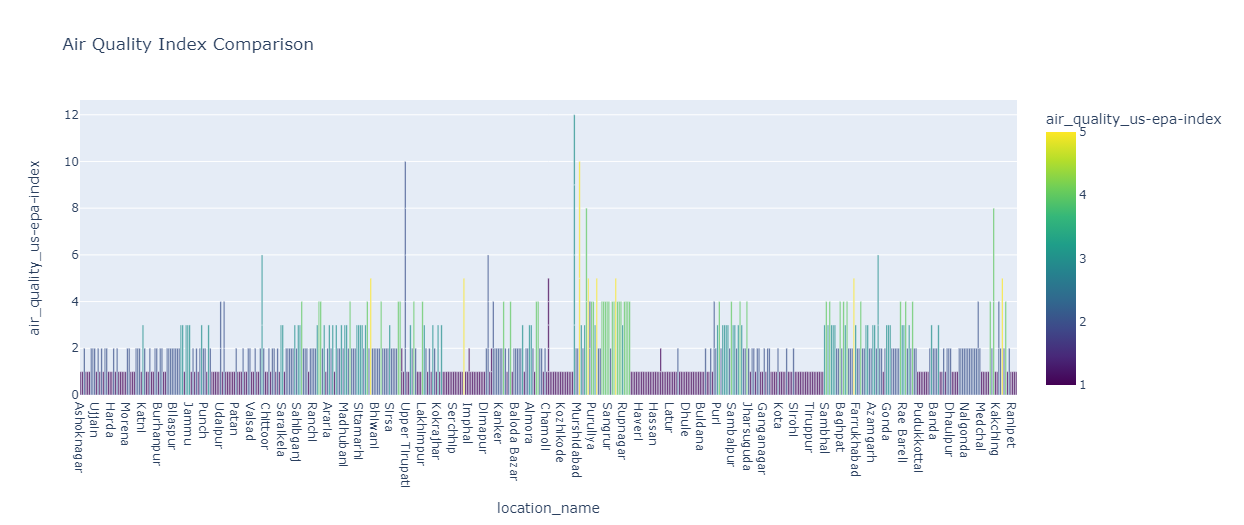 Air Quality Index Comparison
air_quality_us-epa-index
12
10
8
6
4
2
0
Ashoknagar
Ujjain
Harda
Morena
Katni
Burhanpur
Bilaspur
Jammu
Punch
Udaipur
Patan
Valsad
Chittoor
Saraikela
Sahibganj
Ranchi
Araria
Madhubani
Sitamarhi
Bhiwani
Sirsa
Upper Tirupati
Lakhimpur
Kokrajhar
Serchhip
Imphal
Dimapur
Kanker
Baloda Bazar
Almora
Chamoli
Kozhikode
Murshidabad
Puruliya
Sangrur
Rupnagar
Haveri
Hassan
Latur
Dhule
Buldana
Puri
Sambalpur
Jharsuguda
Ganganagar
Kota
Sirohi
Tiruppur
Sambhal
Baghpat
Farrukhabad
Azamgarh
Gonda
Rae Bareli
Pudukkottai
Banda
Dhaulpur
Nalgonda
Medchal
Kakching
Ranipet
location_name
air_quality_us-epa-index
5
4
3
2
1